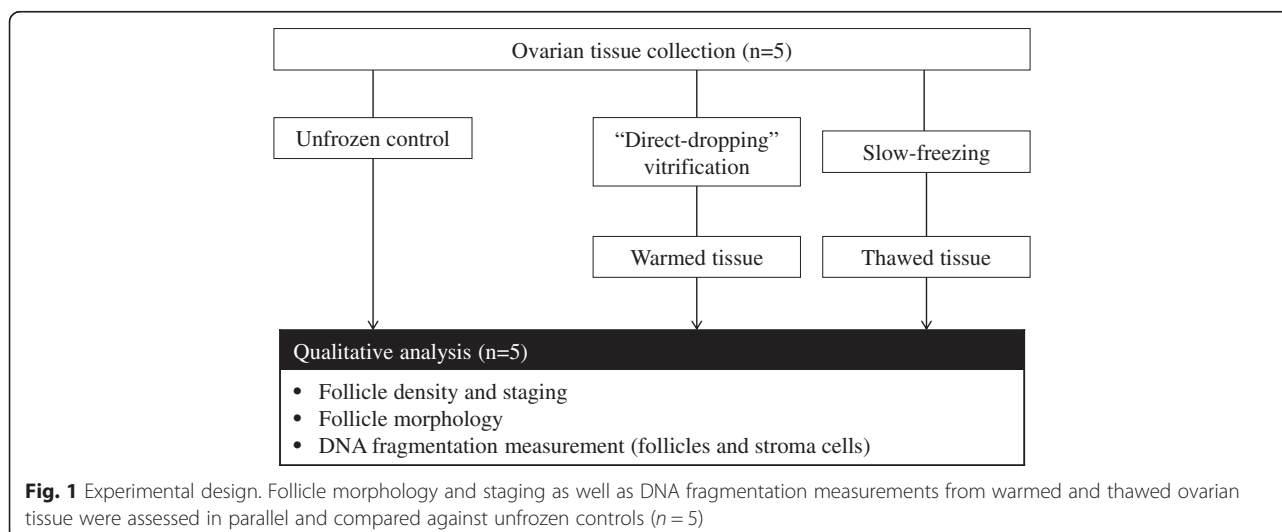 Ovarian tissue collection (n=5)
Unfrozen control
“Direct-dropping”
vitrification
Slow-freezing
Warmed tissue
Thawed tissue
Qualitative analysis (n=5)
• Follicle density and staging
• Follicle morphology
• DNA fragmentation measurement (follicles and stroma cells)
Fig. 1 Experimental design. Follicle morphology and staging as well as DNA fragmentation measurements from warmed and thawed ovarian
tissue were assessed in parallel and compared against unfrozen controls (n = 5)